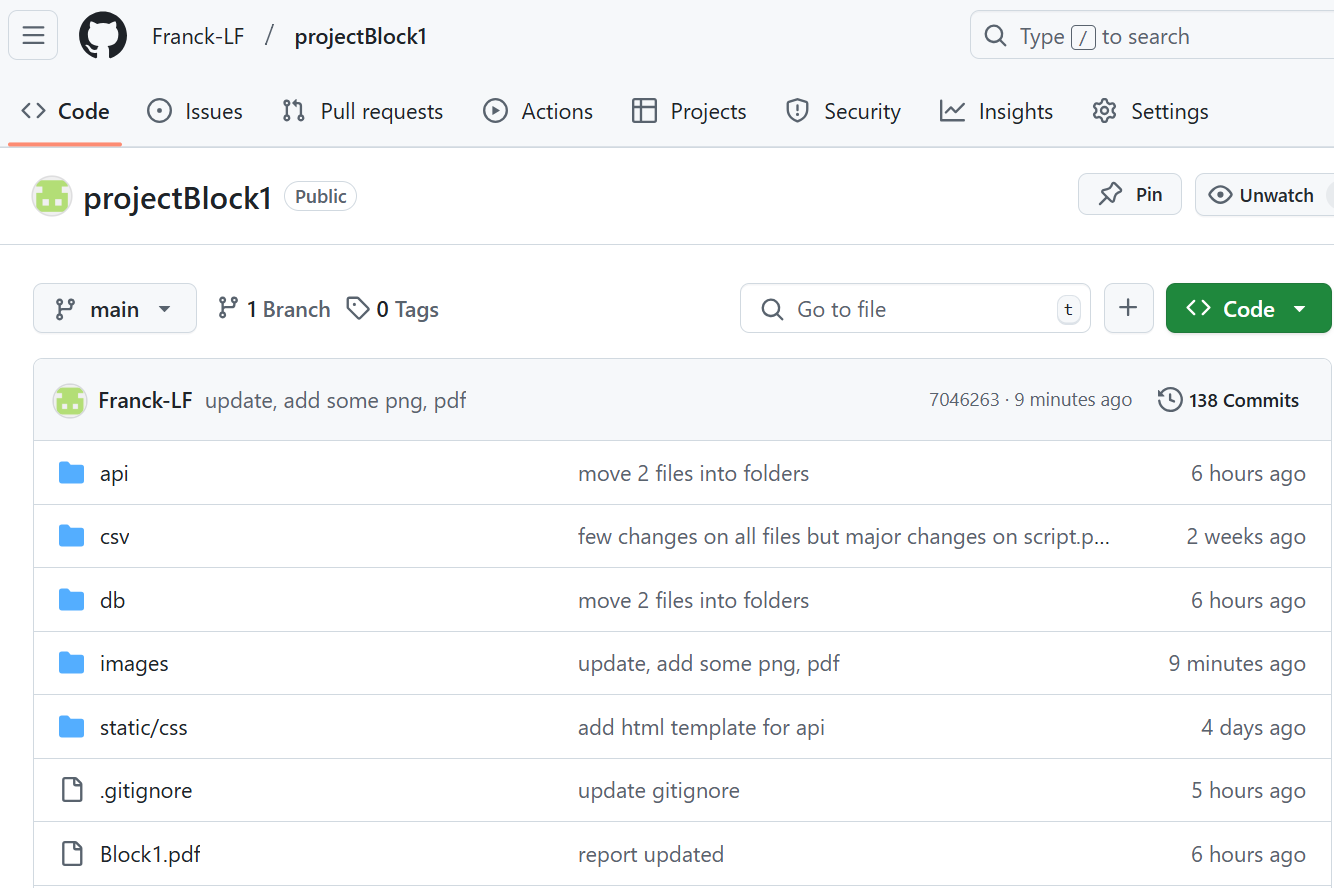 Franck-LF / projectBlock1 Type / to search
Code Issues Pull requests Actions Projects Security Insights Settings
projectBlock1 Public Pin Unwatch
main 1 Branch 0 Tags Go to file t + Code
Franck-LF update, add some png, pdf 7046263 · 9 minutes ago 138 Commits
api move 2 files into folders 6 hours ago
csv few changes on all files but major changes on script.p... 2 weeks ago
db move 2 files into folders 6 hours ago
images update, add some png, pdf 9 minutes ago
static/css add html template for api 4 days ago
.gitignore update gitignore 5 hours ago
Block1.pdf report updated 6 hours ago